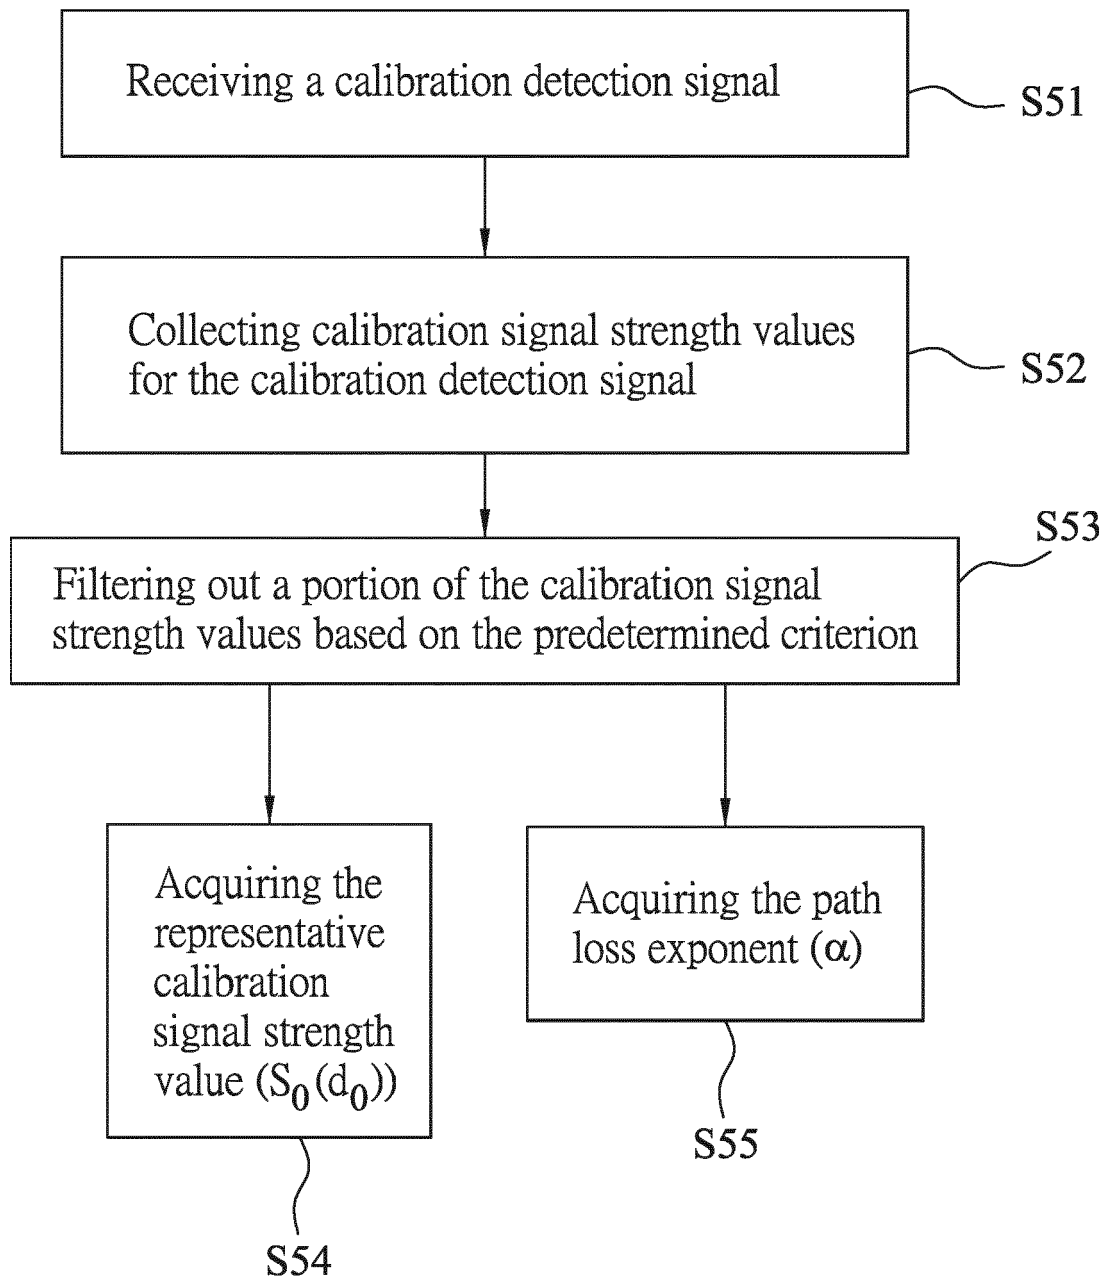 Receiving a calibration detection signal
S51
Collecting calibration signal strength values
for the calibration detection signal
S52
S53
Filtering out a portion of the calibration signal
strength values based on the predetermined criterion
Acquiring the
representative
calibration
signal strength
value (S₀(d₀))
Acquiring the path
loss exponent (α)
S55
S54